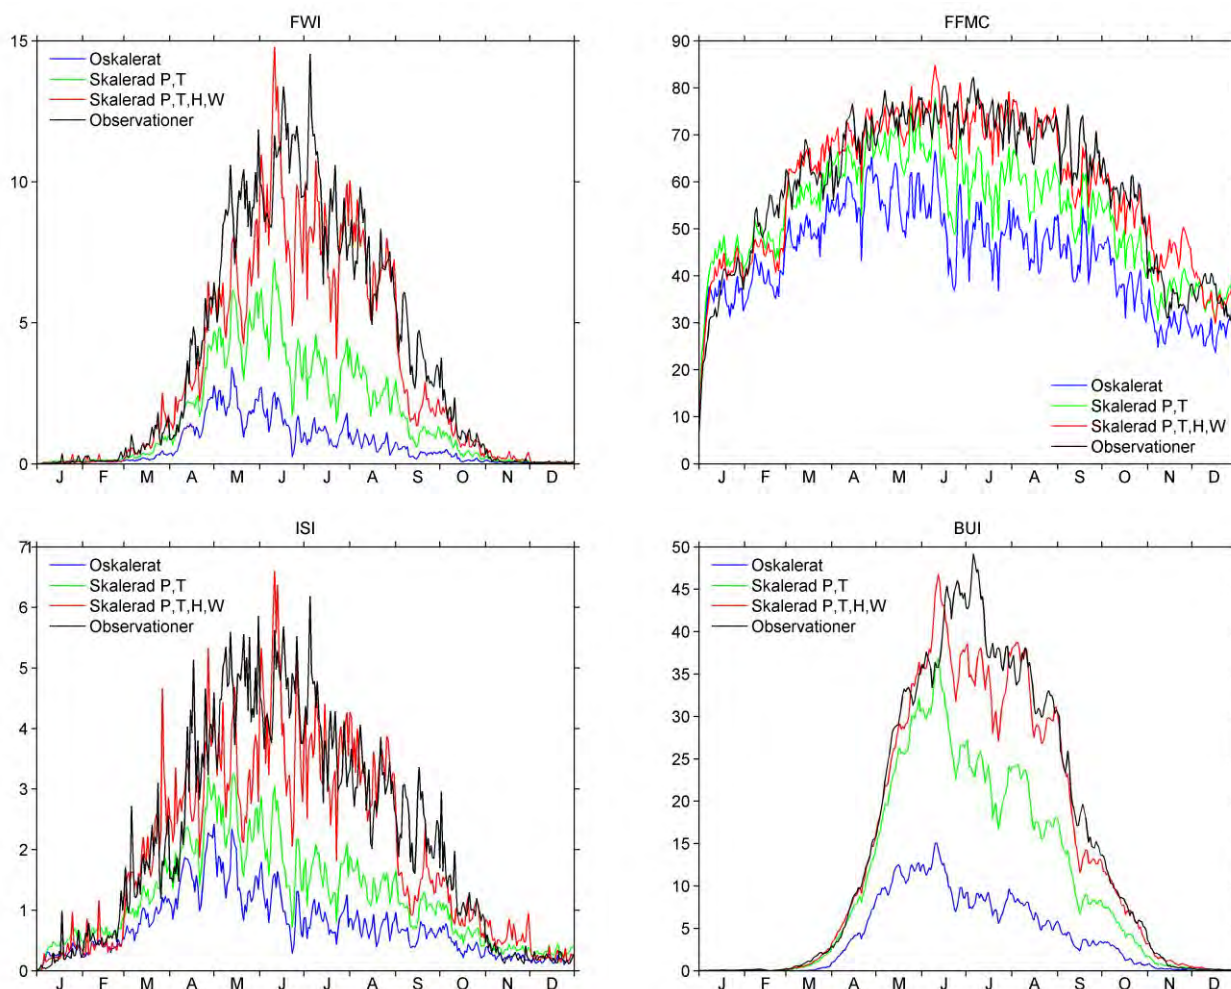 FWI
15
10
5
0
Oskalerat
Skalerad P,T
Skalerad P,T,H,W
Observationer
J F M A M J J A S O N D
FFMC
90
80
70
60
50
40
30
20
10
0
Oskalerat
Skalerad P,T
Skalerad P,T,H,W
Observationer
J F M A M J J A S O N D
ISI
7
6
5
4
3
2
1
0
Oskalerat
Skalerad P,T
Skalerad P,T,H,W
Observationer
J F M A M J J A S O N D
BUI
50
45
40
35
30
25
20
15
10
5
0
Oskalerat
Skalerad P,T
Skalerad P,T,H,W
Observationer
J F M A M J J A S O N D